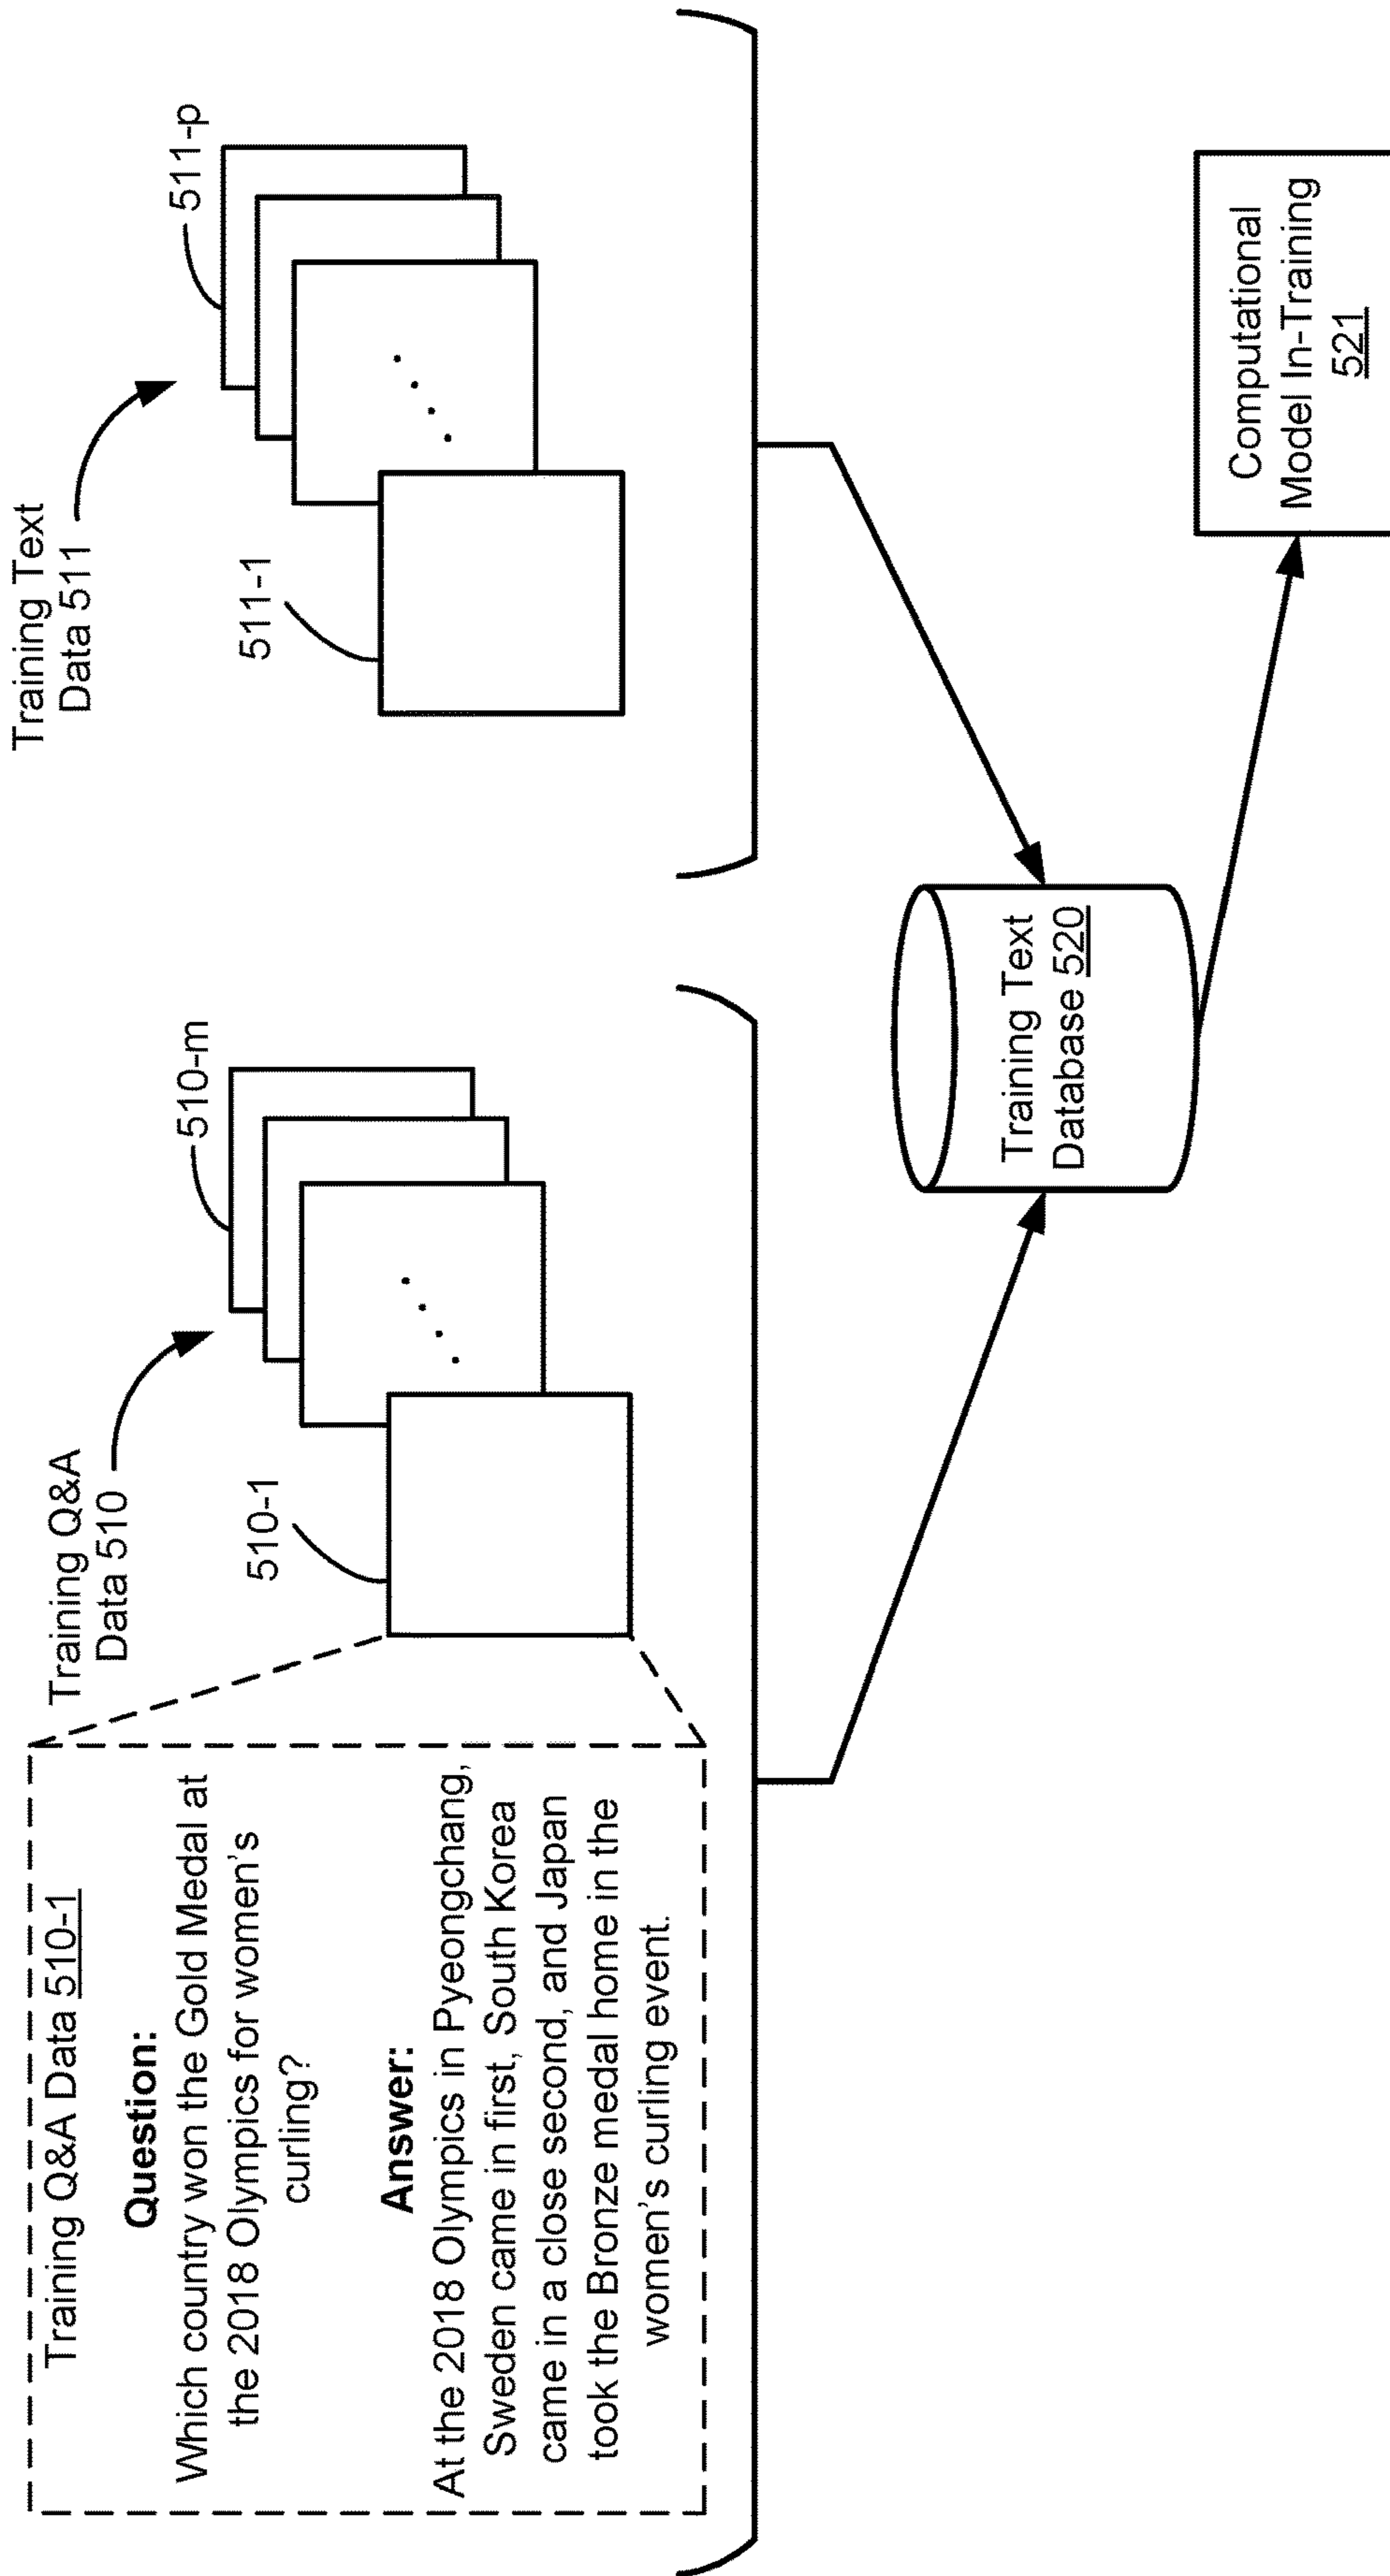 Training Q&A Data 510-1
Question:
Which country won the Gold Medal at
the 2018 Olympics for women's
curling?
Answer:
At the 2018 Olympics in Pyeongchang,
Sweden came in first, South Korea
came in a close second, and Japan
took the Bronze medal home in the
women's curling event.
Training Q&A
Data 510
510-1
510-m
Training Text
Data 511
511-1
511-p
Training Text
Database 520
Computational
Model In-Training
521